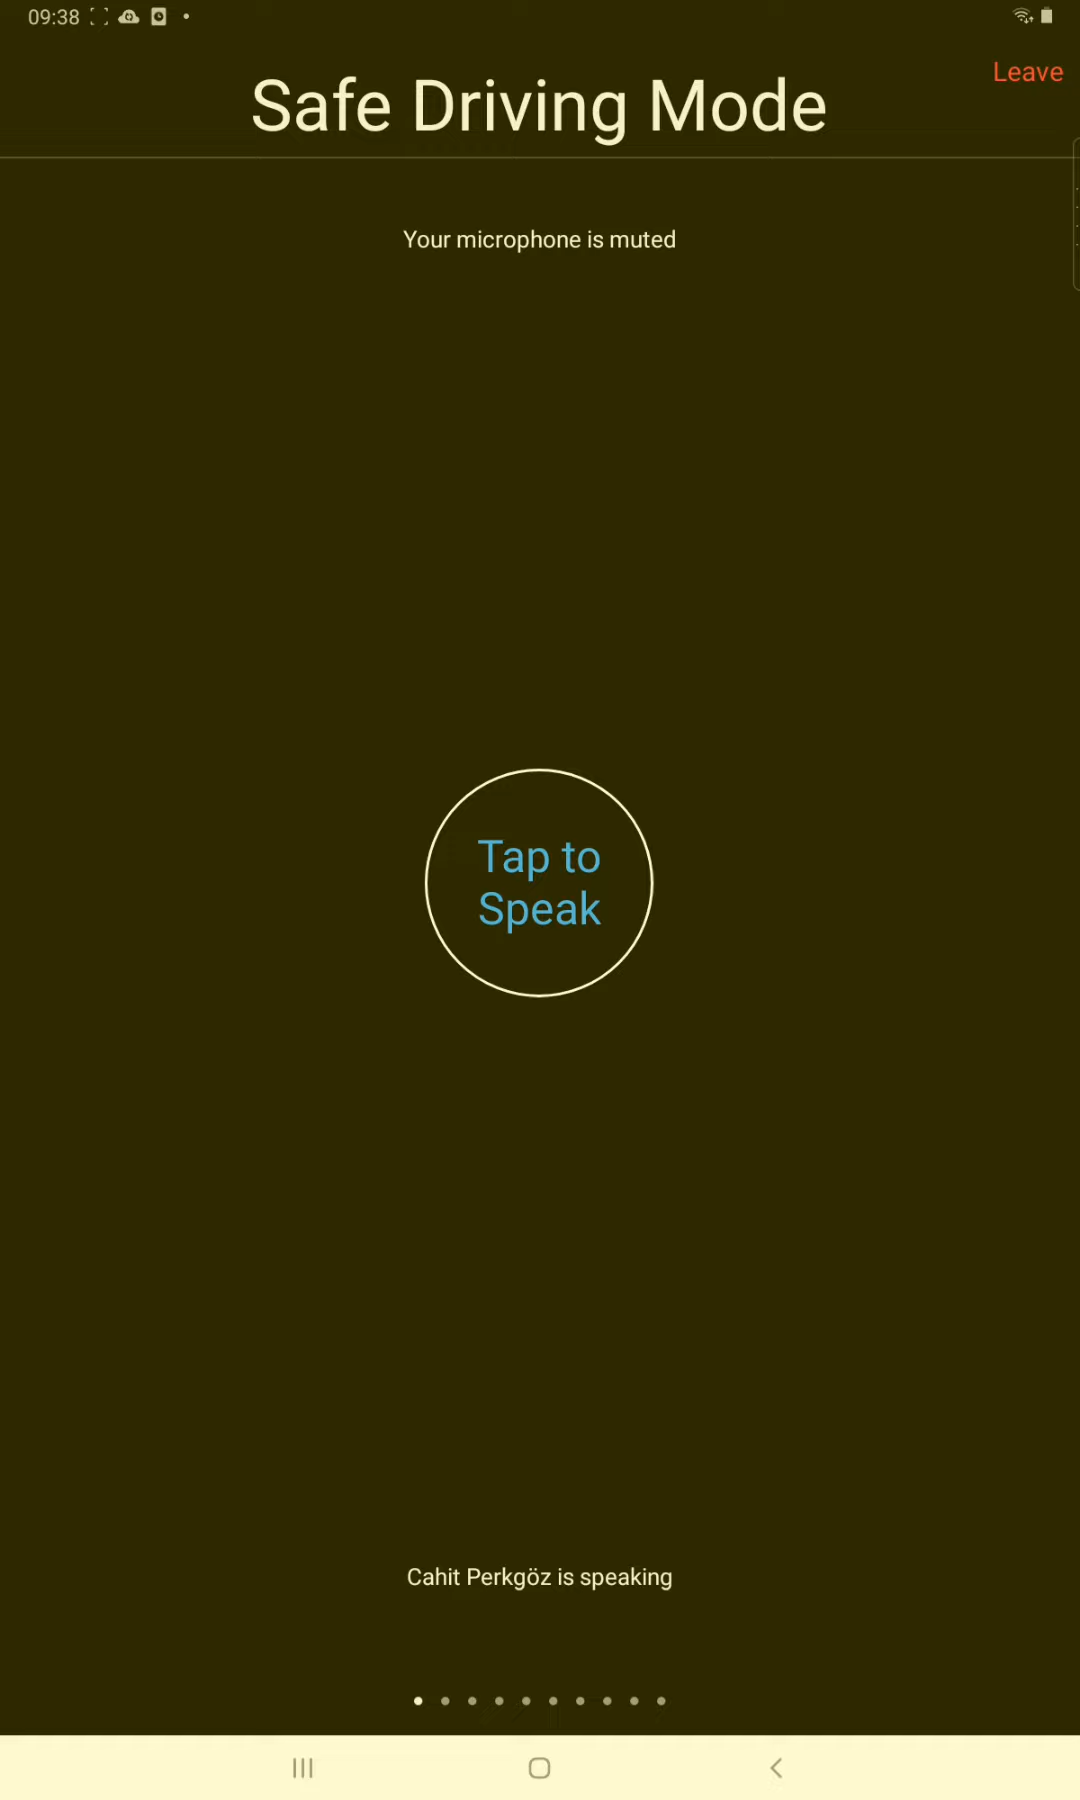 09:38
Leave
Safe Driving Mode
Your microphone is muted
Tap to
Speak
Cahit Perkgöz is speaking